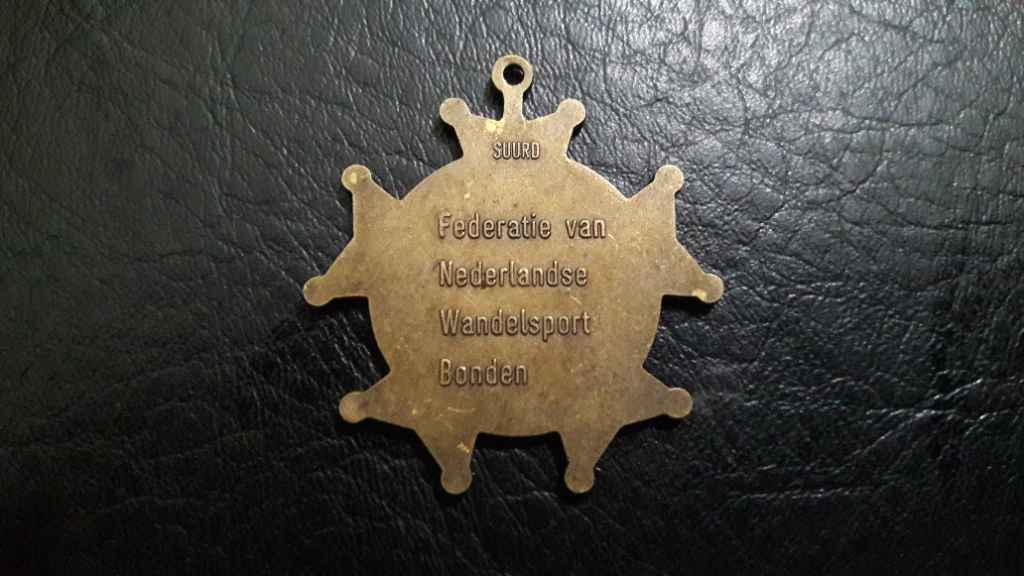 SUURD
Federatie van
Nederlandse
Wandelsport
Bonden